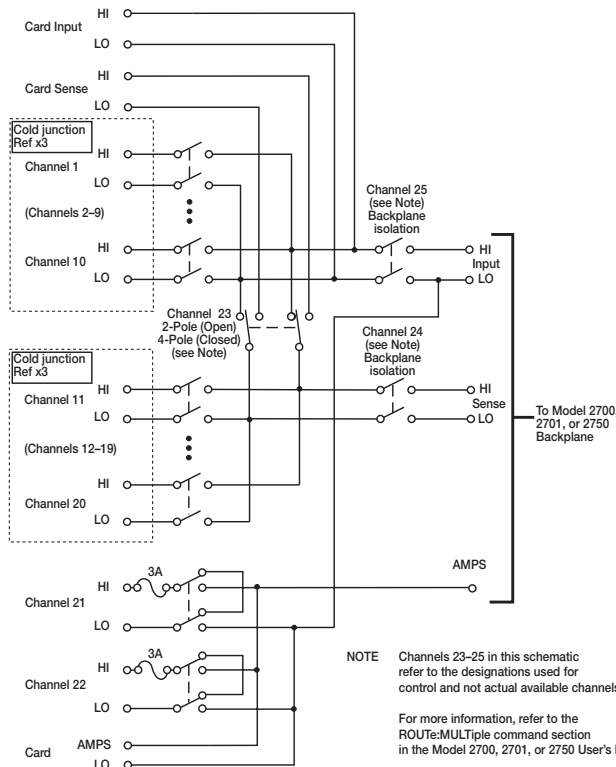 Card Input
HI
LO
Card Sense
HI
LO
Cold junction
Ref x3
Channel 1
HI
LO
(Channels 2–9)
Channel 10
HI
LO
Channel 25
(see Note)
Backplane
isolation
HI
Input
LO
Channel 23
2-Pole (Open)
4-Pole (Closed)
(see Note)
Channel 24
(see Note)
Backplane
isolation
Cold junction
Ref x3
Channel 11
HI
LO
(Channels 12–19)
Channel 20
HI
LO
HI
Sense
LO
To Model 2700,
2701, or 2750
Backplane
AMPS
Channel 21
HI
3A
LO
Channel 22
HI
3A
LO
Card
AMPS
LO
NOTE Channels 23–25 in this schematic
refer to the designations used for
control and not actual available channels
For more information, refer to the
ROUTe:MULTiple command section
in the Model 2700, 2701, or 2750 User's